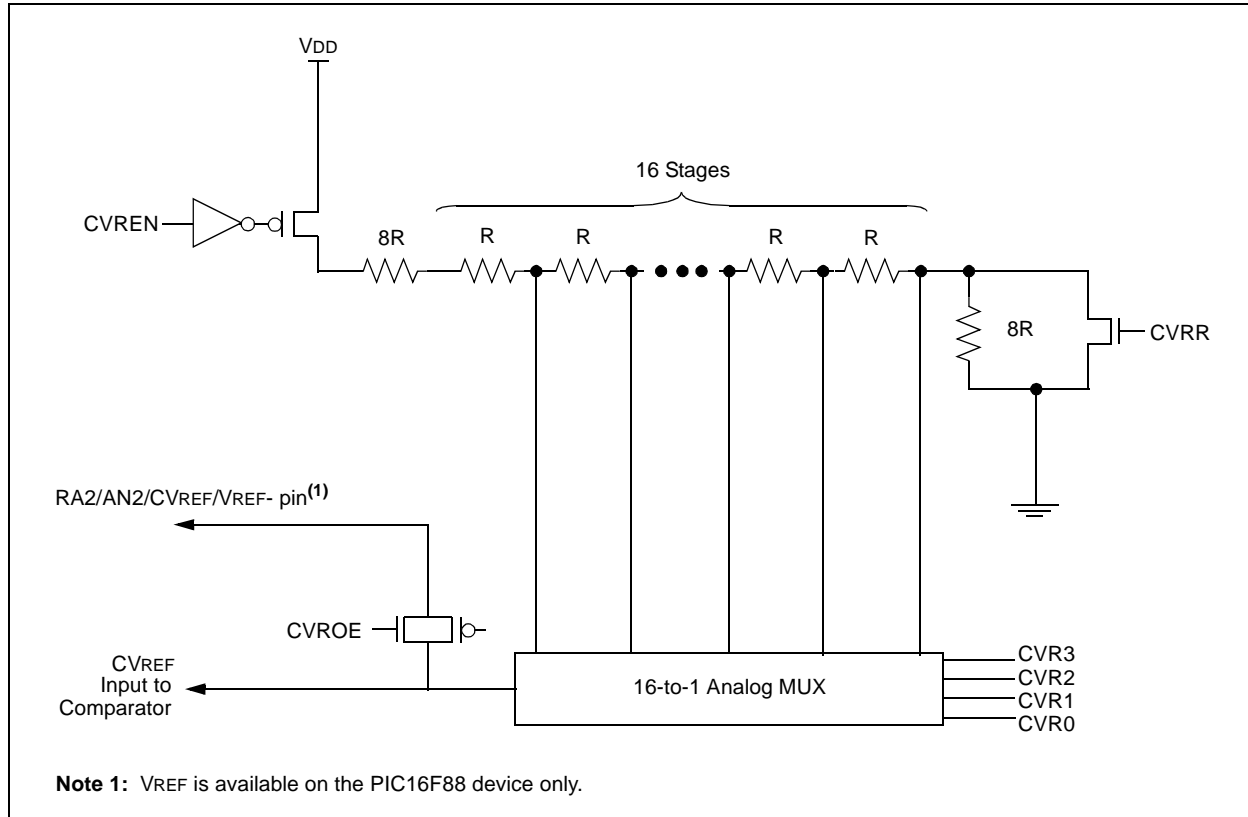 VDD
16 Stages
CVREN
8R
R
R
R
R
8R
CVRR
RA2/AN2/CVREF/VREF- pin(1)
CVROE
CVREF
Input to
Comparator
16-to-1 Analog MUX
CVR3
CVR2
CVR1
CVR0
Note 1: VREF is available on the PIC16F88 device only.